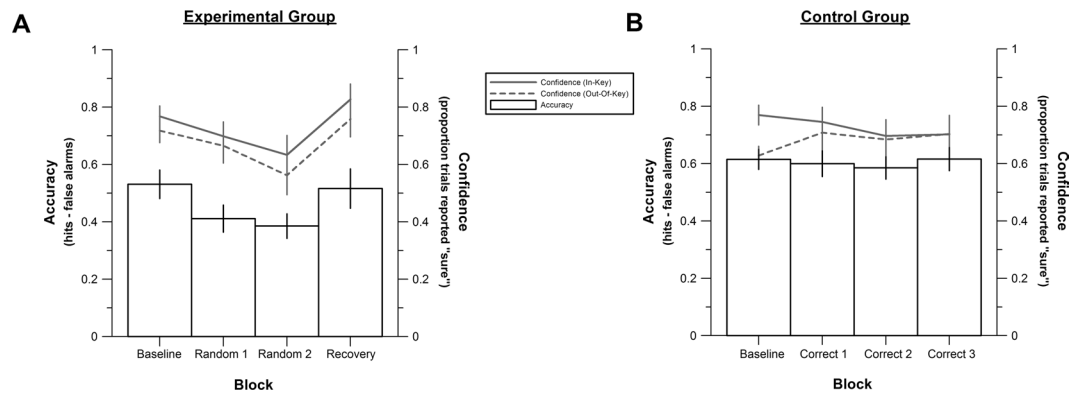 A
Experimental Group
Accuracy
(hits - false alarms)
1
0.8
0.6
0.4
0.2
0
1
0.8
0.6
0.4
0.2
0
Confidence
(proportion trials reported "sure")
Baseline
Random 1
Random 2
Recovery
Block
Confidence (In-Key)
Confidence (Out-Of-Key)
Accuracy
B
Control Group
Accuracy
(hits - false alarms)
1
0.8
0.6
0.4
0.2
0
1
0.8
0.6
0.4
0.2
0
Confidence
(proportion trials reported "sure")
Baseline
Correct 1
Correct 2
Correct 3
Block